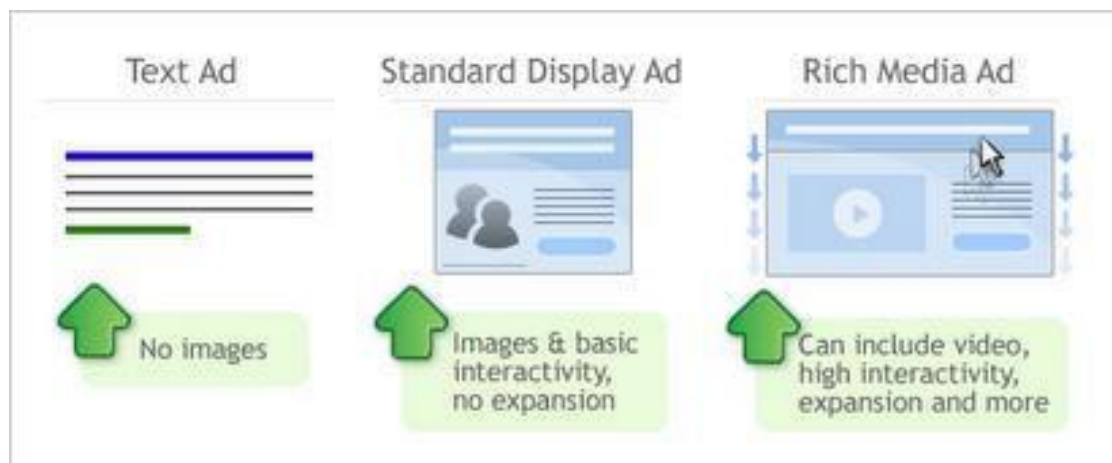 Text Ad
Standard Display Ad
Rich Media Ad
No images
Images & basic
interactivity,
no expansion
Can include video,
high interactivity,
expansion and more